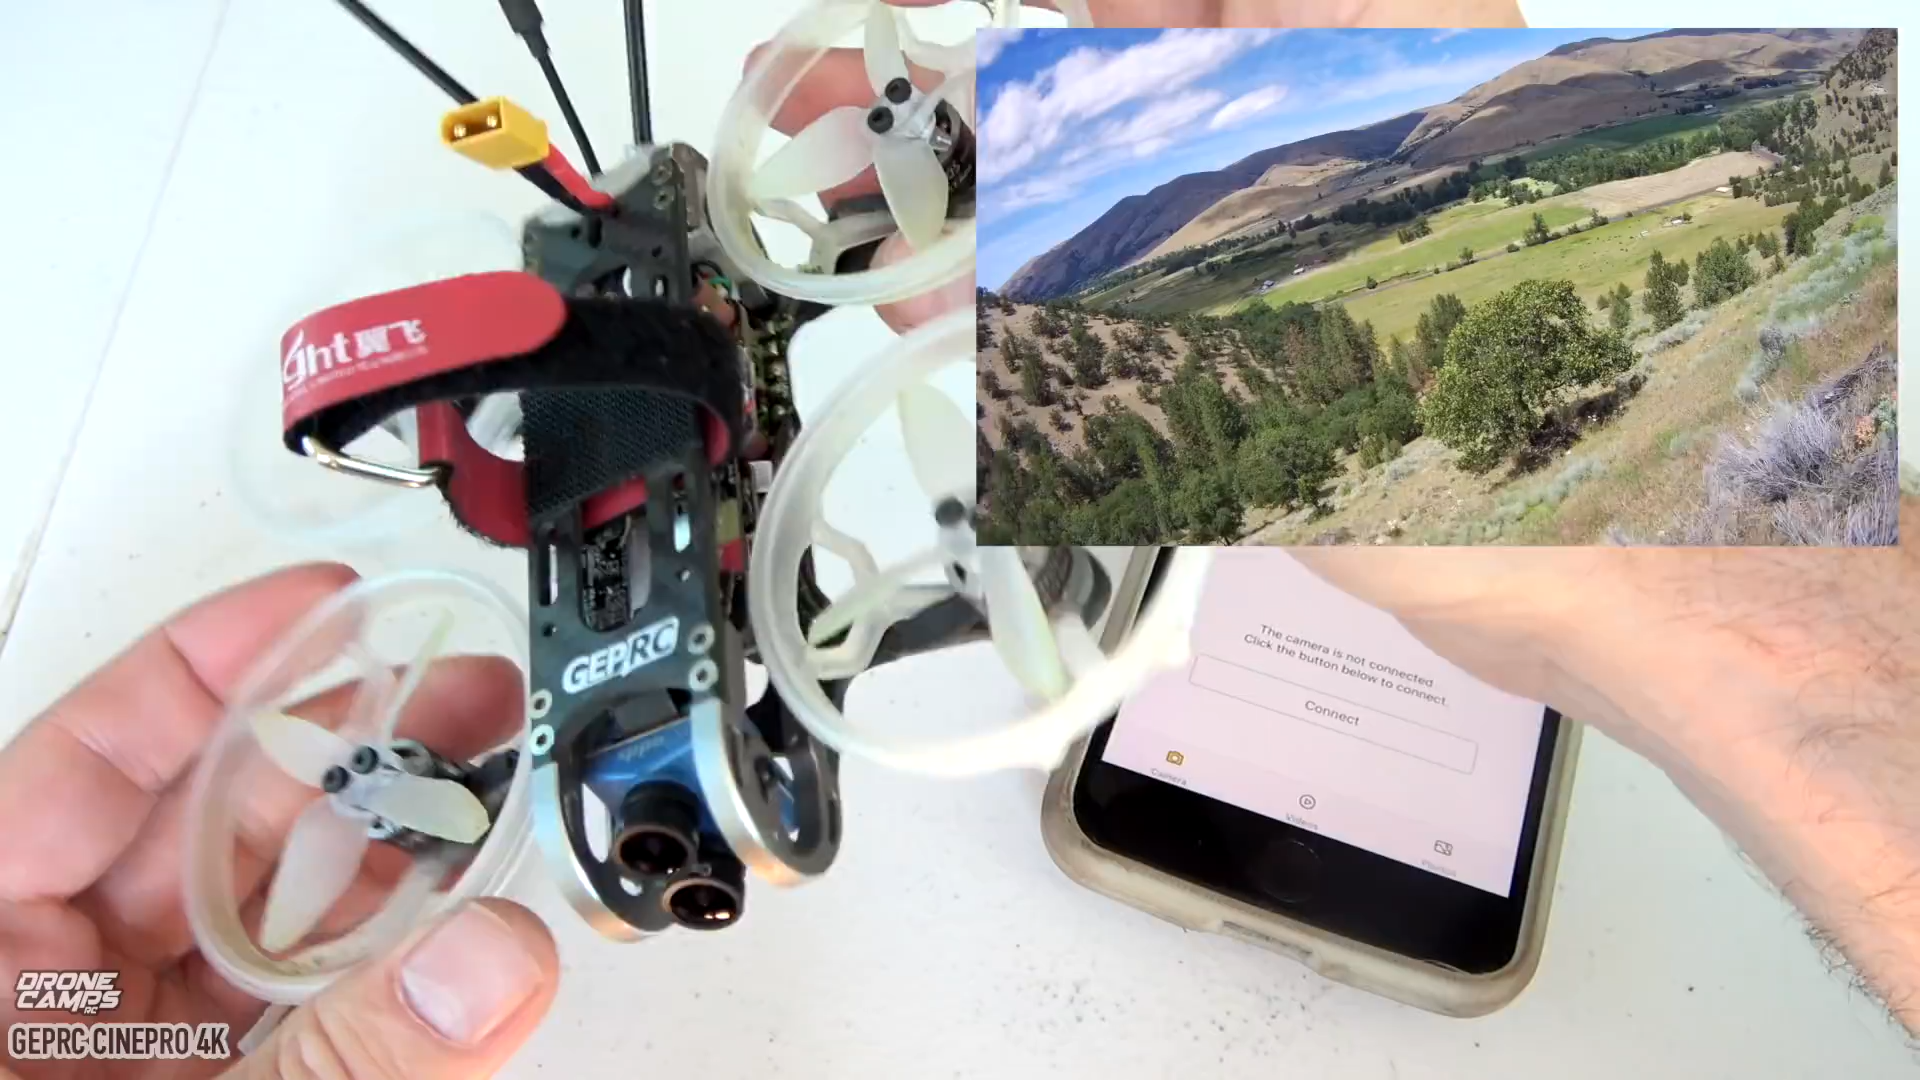 GEPRC
The camera is not connected
Click the button below to connect.
Connect
Camera
Videos
Photos
DRONE
CAMPS
RC
GEPRC CINEPRO 4K